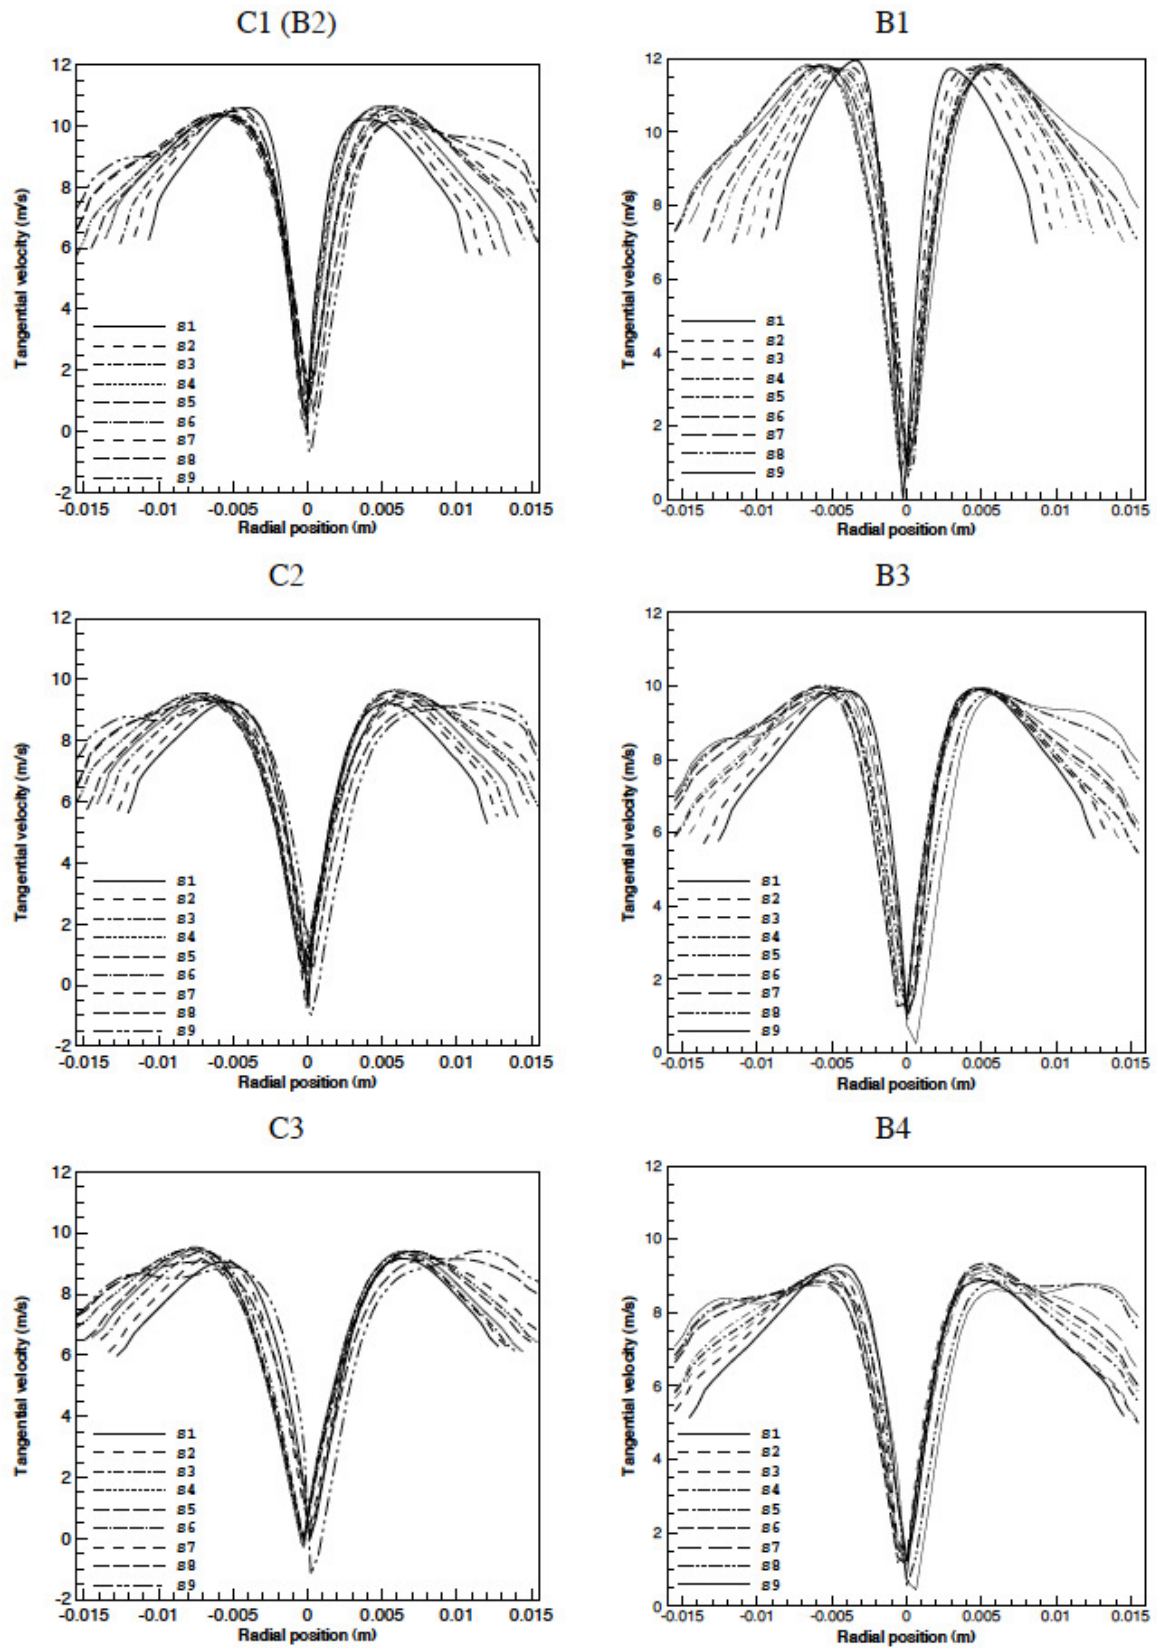 C1 (B2)
12
10
8
6
4
2
0
-2
Tangential velocity (m/s)
S1
S2
S3
S4
S5
S6
S7
S8
S9
-0.015 -0.01 -0.005 0 0.005 0.01 0.015
Radial position (m)
B1
12
10
8
6
4
2
0
Tangential velocity (m/s)
S1
S2
S3
S4
S5
S6
S7
S8
S9
-0.015 -0.01 -0.005 0 0.005 0.01 0.015
Radial position (m)
C2
12
10
8
6
4
2
0
-2
Tangential velocity (m/s)
S1
S2
S3
S4
S5
S6
S7
S8
S9
-0.015 -0.01 -0.005 0 0.005 0.01 0.015
Radial position (m)
B3
12
10
8
6
4
2
0
Tangential velocity (m/s)
S1
S2
S3
S4
S5
S6
S7
S8
S9
-0.015 -0.01 -0.005 0 0.005 0.01 0.015
Radial position (m)
C3
12
10
8
6
4
2
0
-2
Tangential velocity (m/s)
S1
S2
S3
S4
S5
S6
S7
S8
S9
-0.015 -0.01 -0.005 0 0.005 0.01 0.015
Radial position (m)
B4
12
10
8
6
4
2
0
Tangential velocity (m/s)
S1
S2
S3
S4
S5
S6
S7
S8
S9
-0.015 -0.01 -0.005 0 0.005 0.01 0.015
Radial position (m)